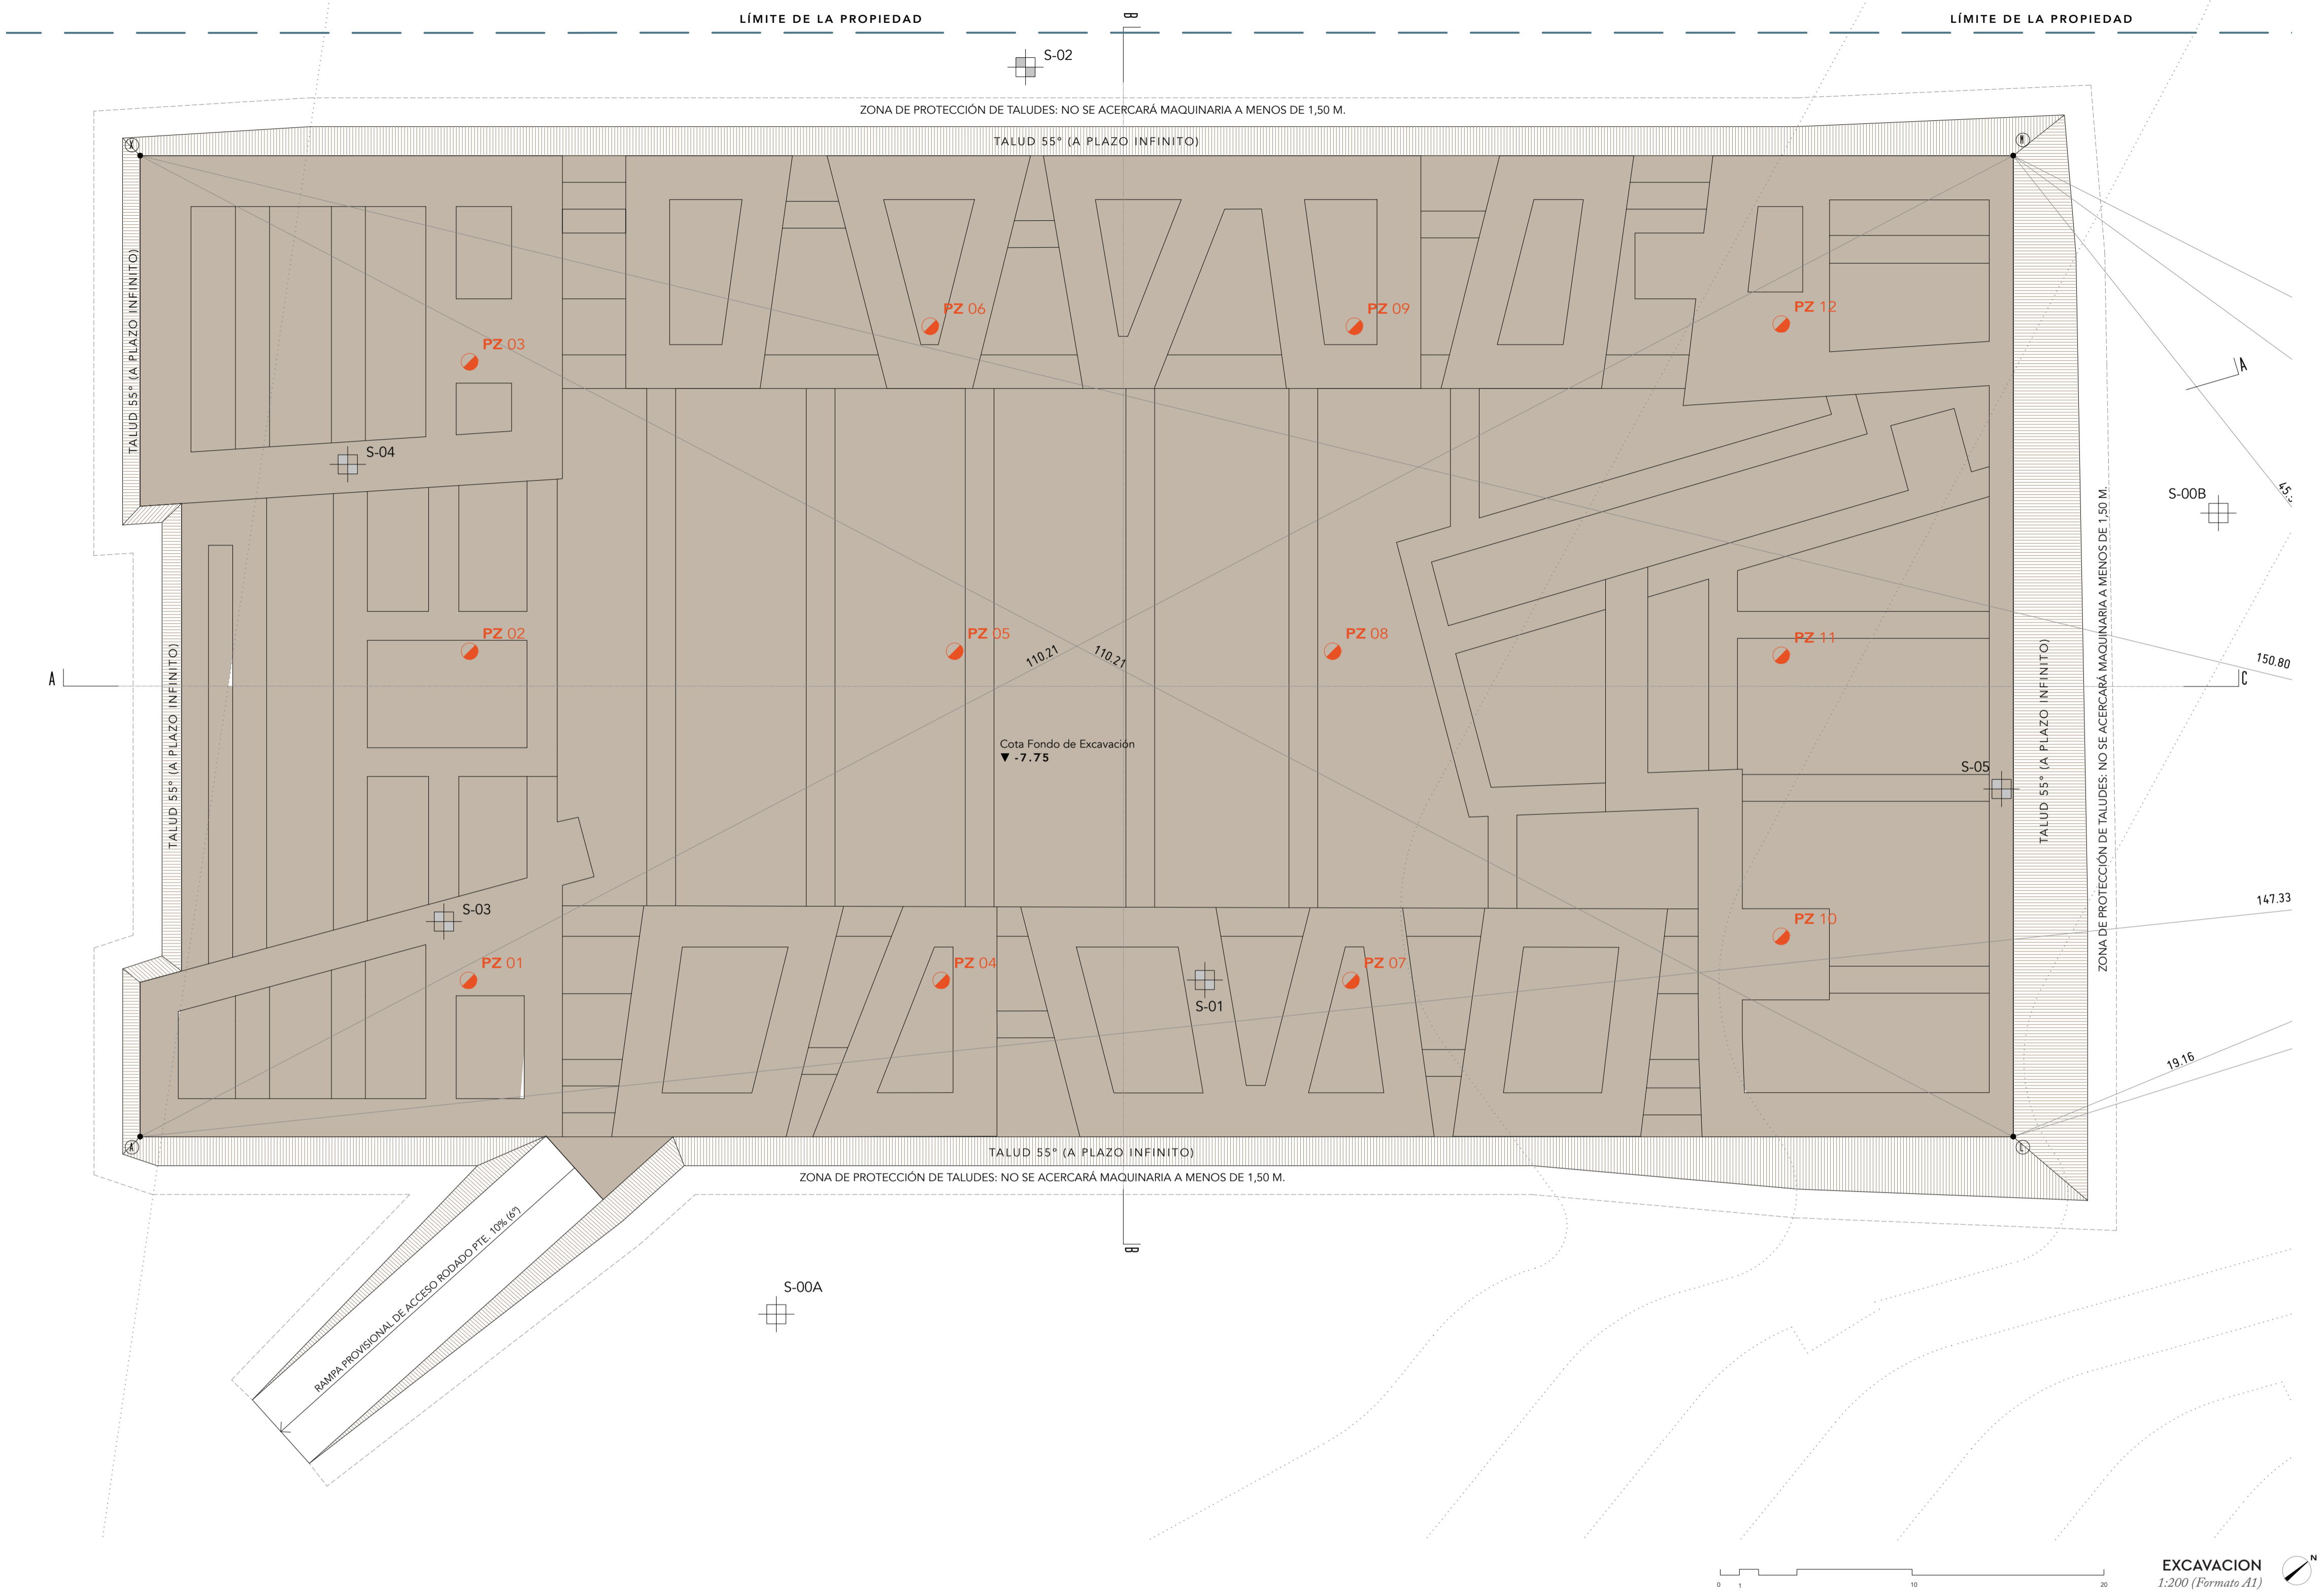 LÍMITE DE LA PROPIEDAD
LÍMITE DE LA PROPIEDAD
B
S-02
ZONA DE PROTECCIÓN DE TALUDES: NO SE ACERCARÁ MAQUINARIA A MENOS DE 1,50 M.
TALUD 55° (A PLAZO INFINITO)
TALUD 55° (A PLAZO INFINITO)
PZ 06
PZ 09
PZ 12
PZ 03
A
S-04
S-00B
TALUD 55° (A PLAZO INFINITO)
PZ 02
PZ 05
PZ 08
PZ 11
110.21
110.21
150.80
A
C
TALUD 55° (A PLAZO INFINITO)
ZONA DE PROTECCIÓN DE TALUDES: NO SE ACERCARÁ MAQUINARIA A MENOS DE 1,50 M.
Cota Fondo de Excavación
▼ -7.75
S-05
147.33
S-03
PZ 10
PZ 01
PZ 04
PZ 07
S-01
19.16
A
TALUD 55° (A PLAZO INFINITO)
ZONA DE PROTECCIÓN DE TALUDES: NO SE ACERCARÁ MAQUINARIA A MENOS DE 1,50 M.
B
RAMPA PROVISIONAL DE ACCESO RODADO PTE. 10% (6º)
S-00A
0 1 10 20
EXCAVACION
1:200 (Formato A1)
N